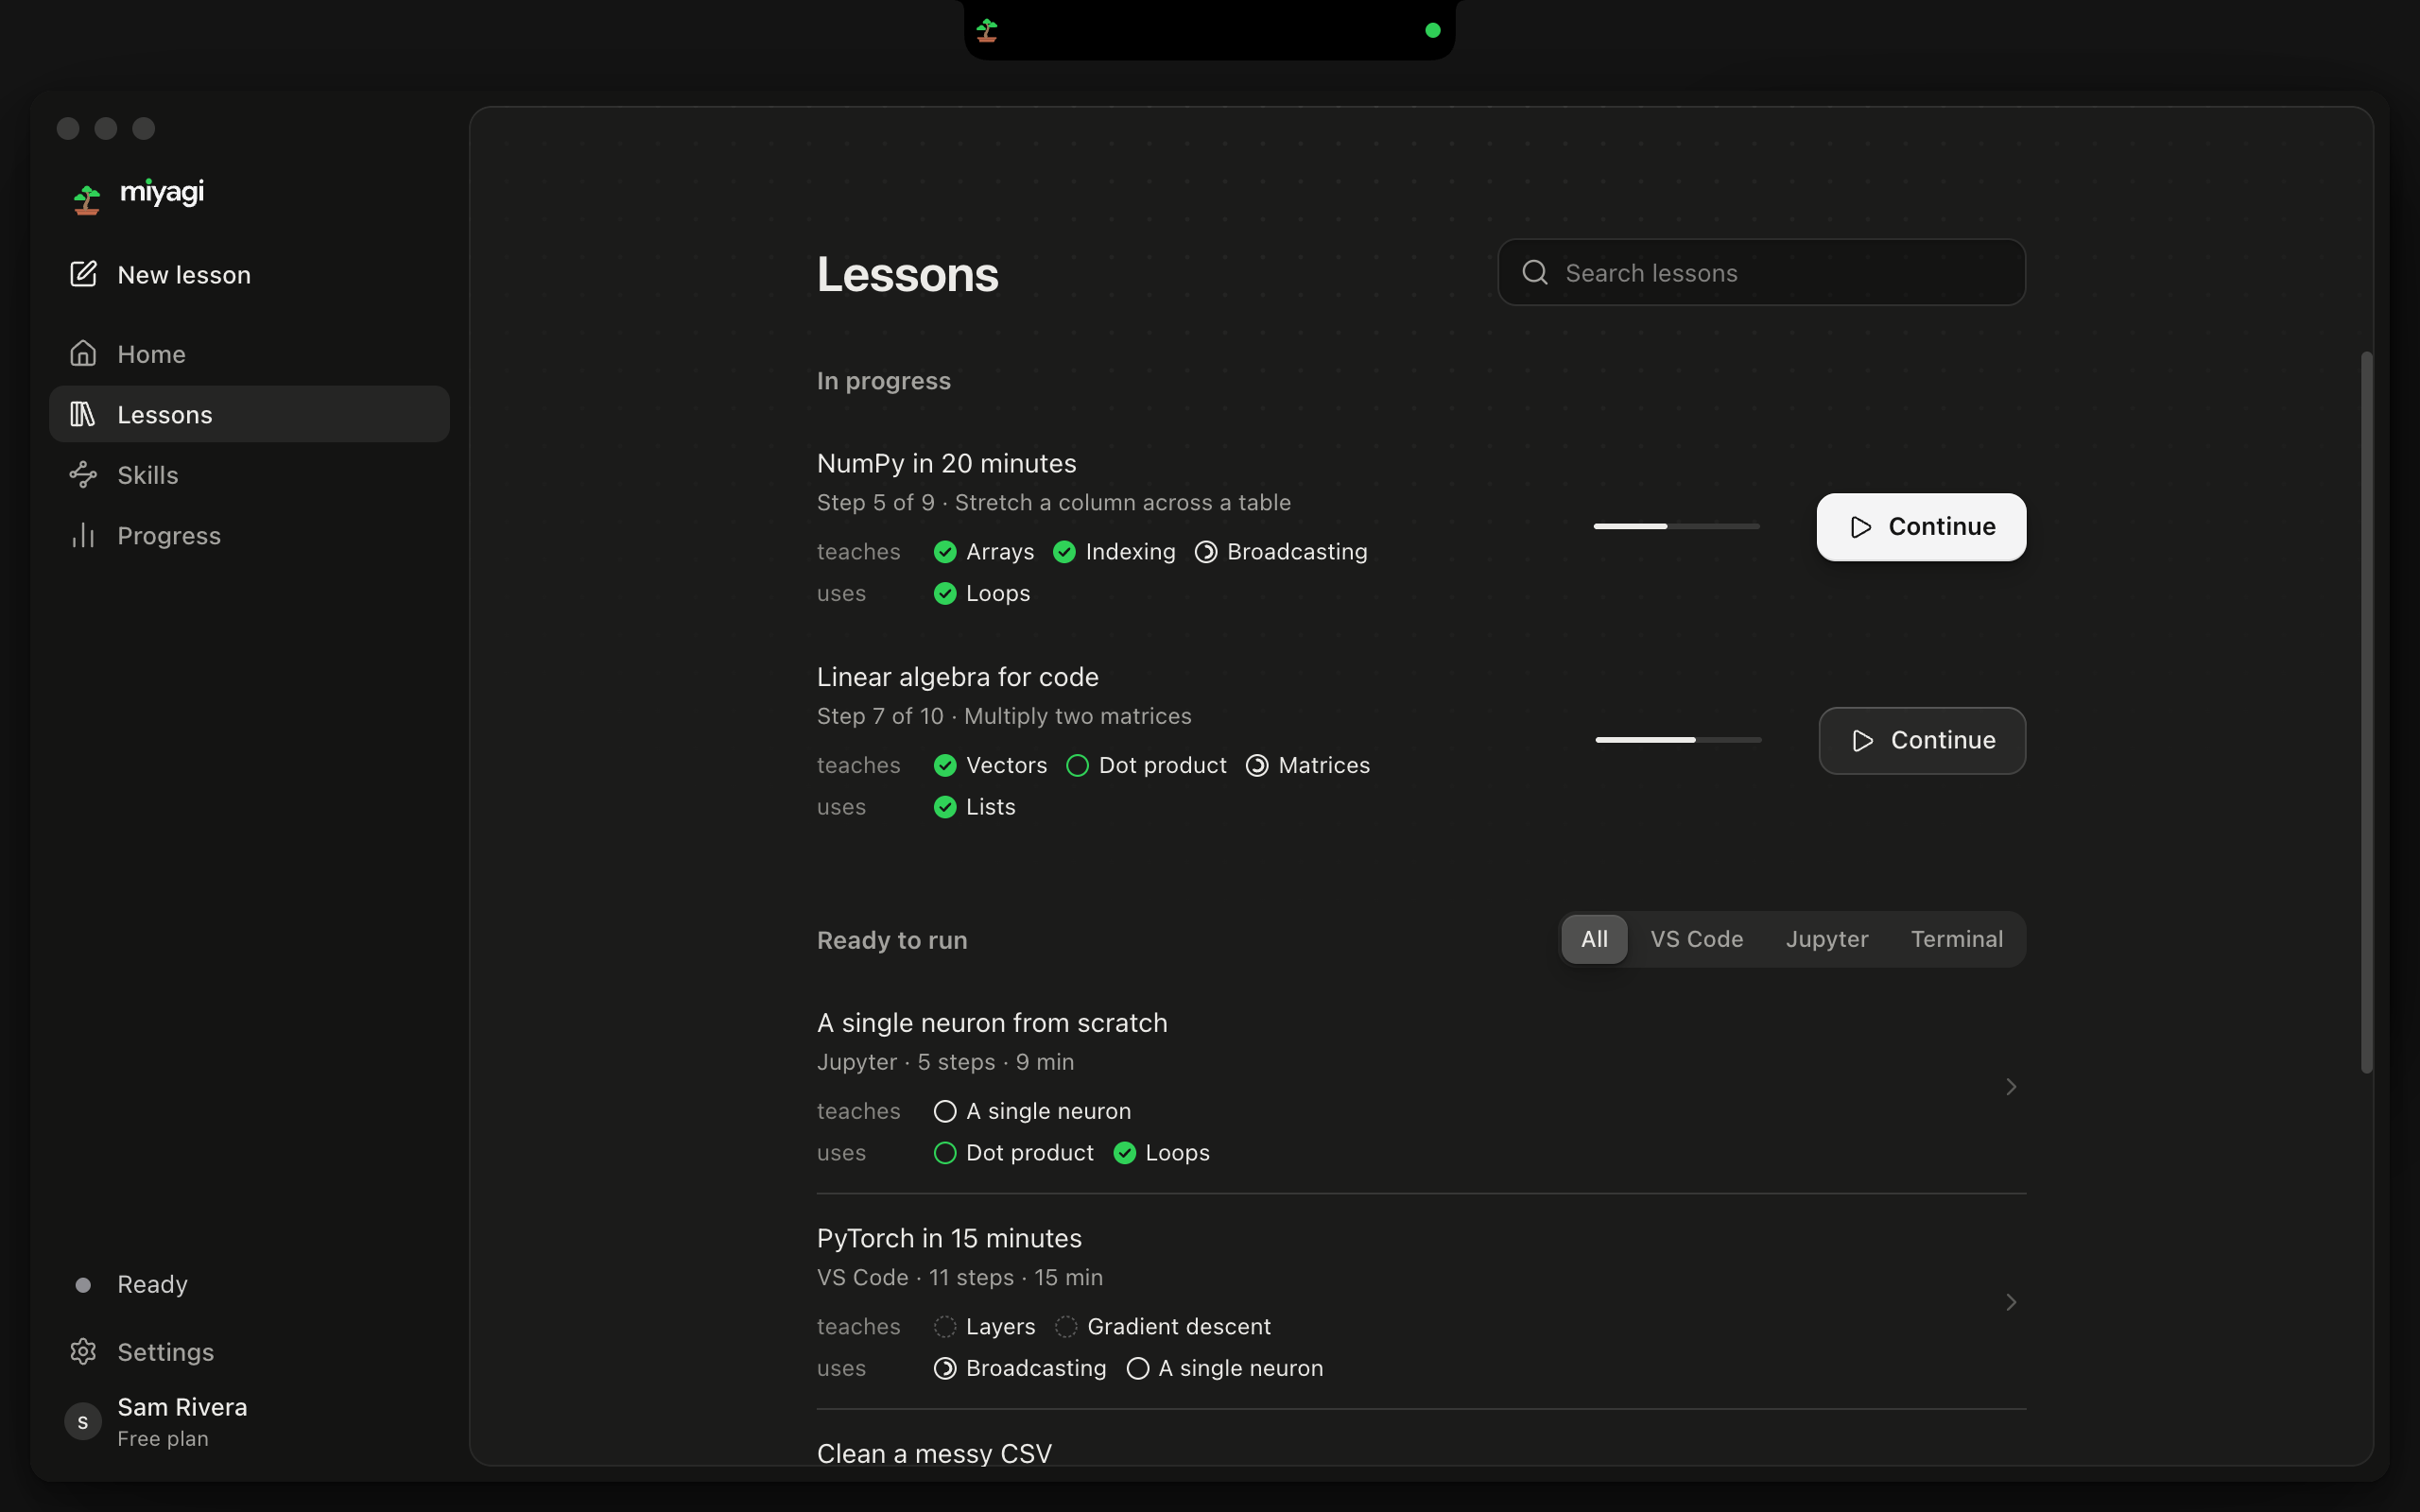 miyagi
New lesson
Home
Lessons
Skills
Progress
Ready
Settings
S
Sam Rivera
Free plan
Lessons
Search lessons
In progress
NumPy in 20 minutes
Step 5 of 9 · Stretch a column across a table
teaches Arrays Indexing Broadcasting
uses Loops
Continue
Linear algebra for code
Step 7 of 10 · Multiply two matrices
teaches Vectors Dot product Matrices
uses Lists
Continue
Ready to run
All VS Code Jupyter Terminal
A single neuron from scratch
Jupyter · 5 steps · 9 min
teaches A single neuron
uses Dot product Loops
PyTorch in 15 minutes
VS Code · 11 steps · 15 min
teaches Layers Gradient descent
uses Broadcasting A single neuron
Clean a messy CSV